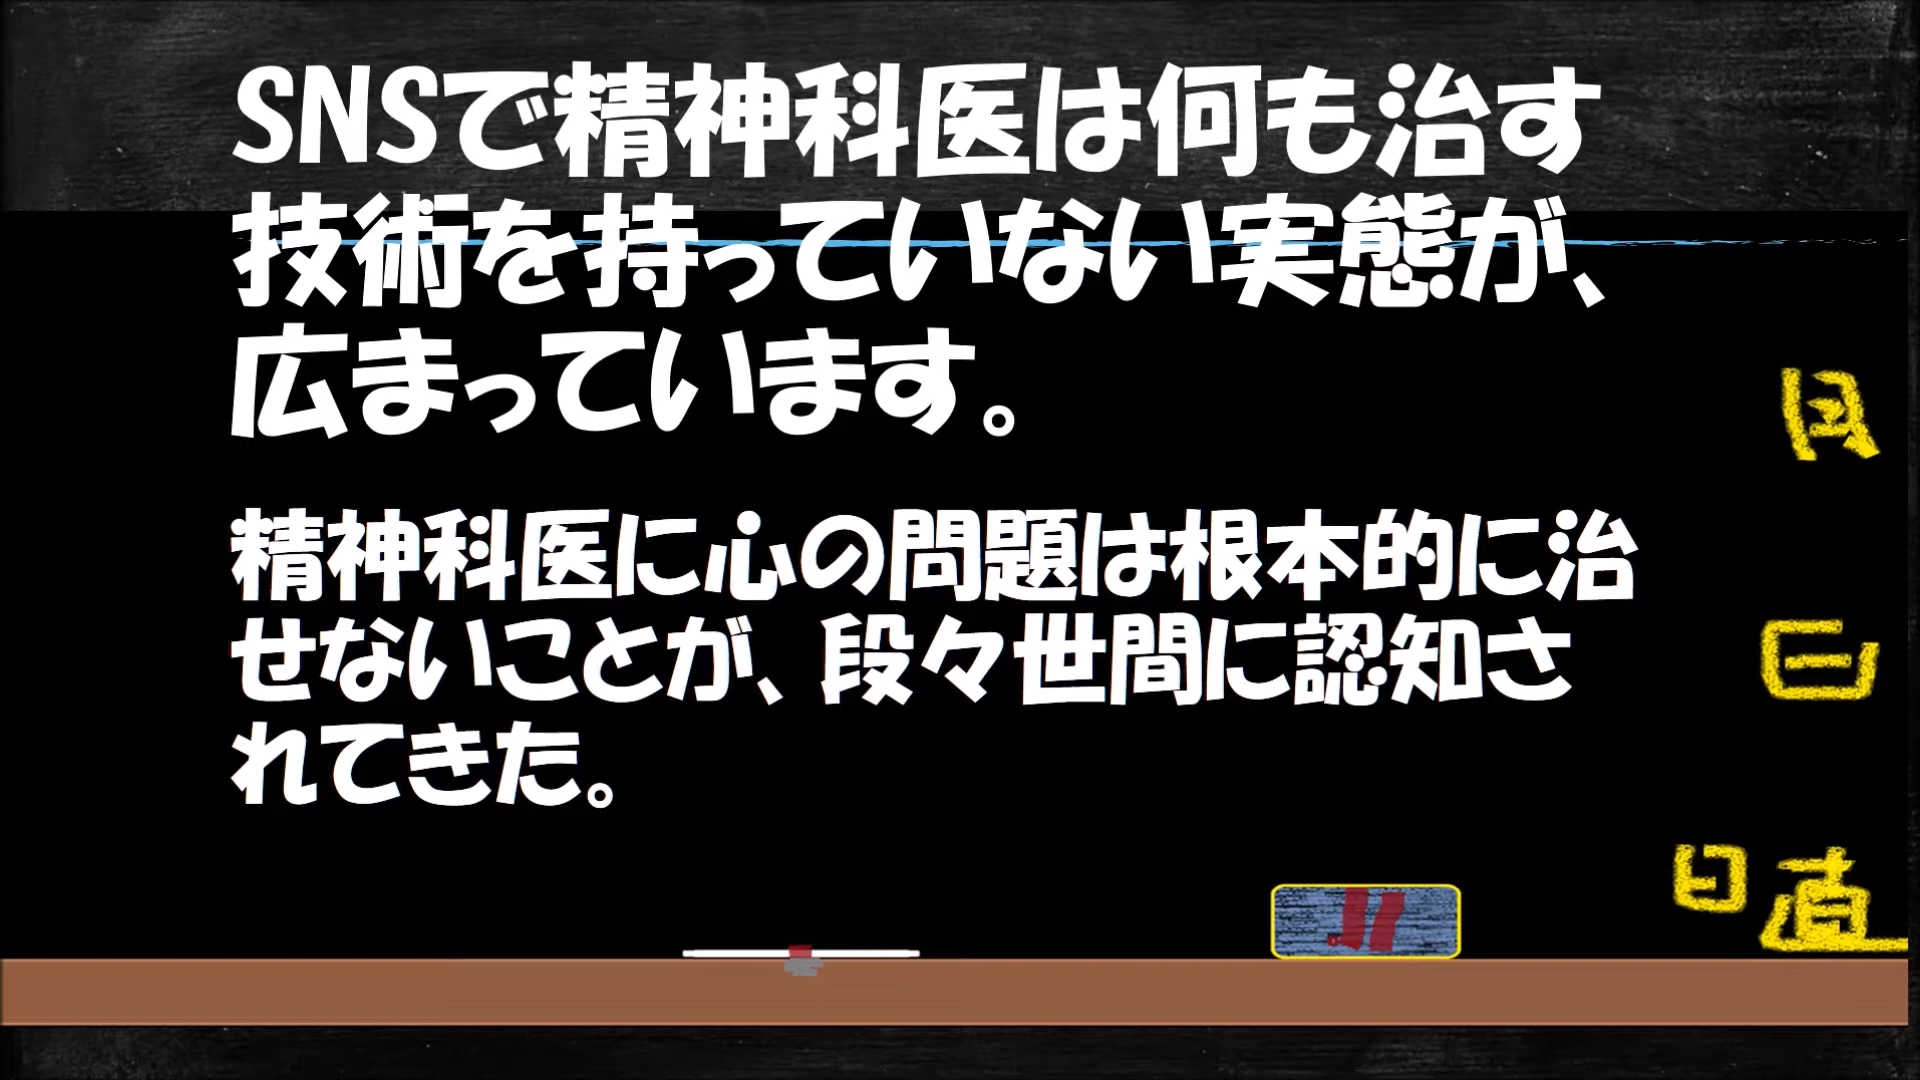 SNSで精神科医は何も治す
技術を持っていない実態が、
広まっています。
精神科医に心の問題は根本的に治
せないことが、段々世間に認知さ
れてきた。
月
日
日直